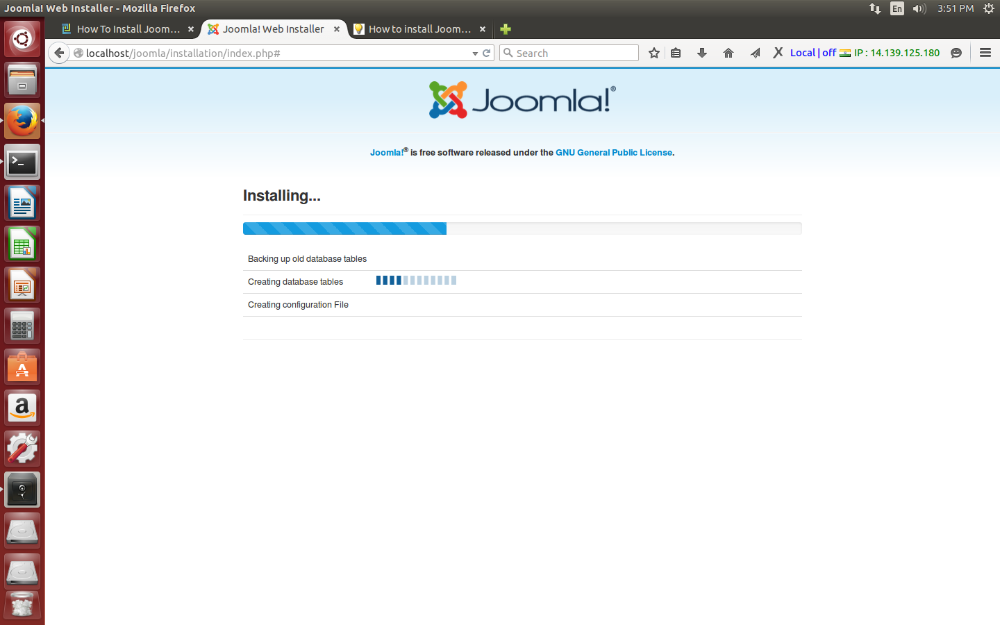 Joomla! Web Installer - Mozilla Firefox
En
3:51 PM
How To Install Joom...
Joomla! Web Installer
How to install Joom...
localhost/joomla/installation/index.php#
Search
Local | off
IP : 14.139.125.180
Joomla!®
Joomla!® is free software released under the GNU General Public License.
Installing...
Backing up old database tables
Creating database tables
Creating configuration File